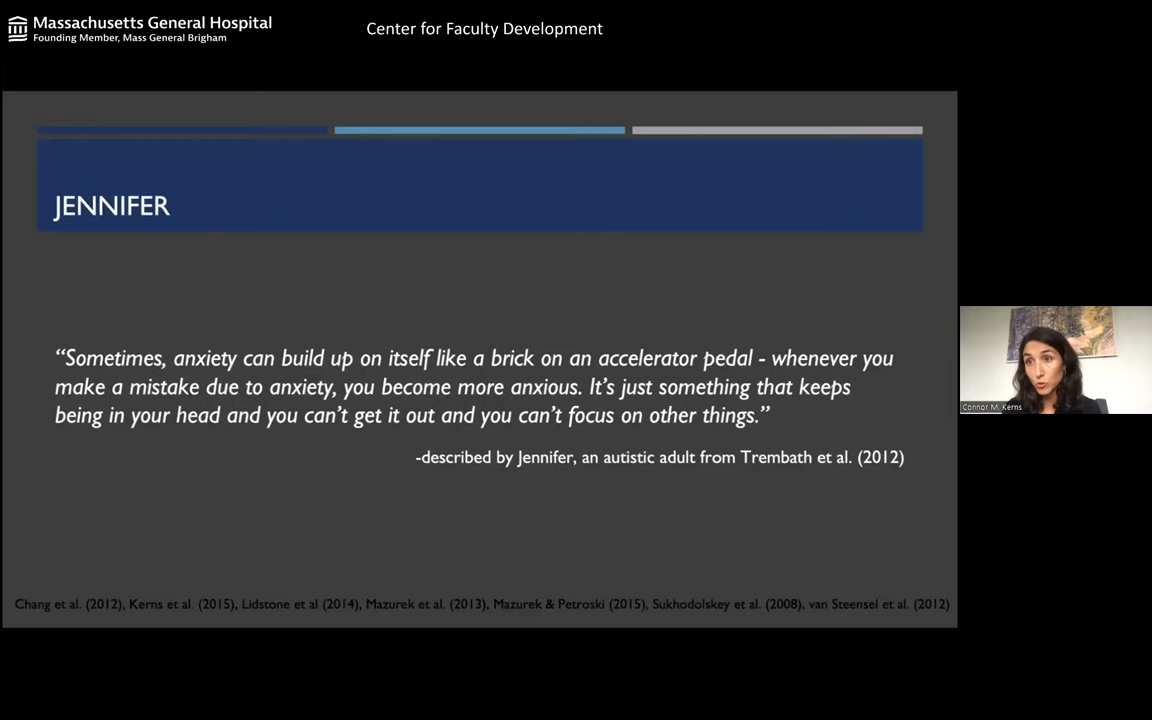 Massachusetts General Hospital
Founding Member, Mass General Brigham
Center for Faculty Development
JENNIFER
“Sometimes, anxiety can build up on itself like a brick on an accelerator pedal - whenever you
make a mistake due to anxiety, you become more anxious. It’s just something that keeps
being in your head and you can’t get it out and you can’t focus on other things.”
-described by Jennifer, an autistic adult from Trembath et al. (2012)
Connor M. Kerns
Chang et al. (2012), Kerns et al. (2015), Lidstone et al (2014), Mazurek et al. (2013), Mazurek & Petroski (2015), Sukhodolskey et al. (2008), van Steensel et al. (2012)